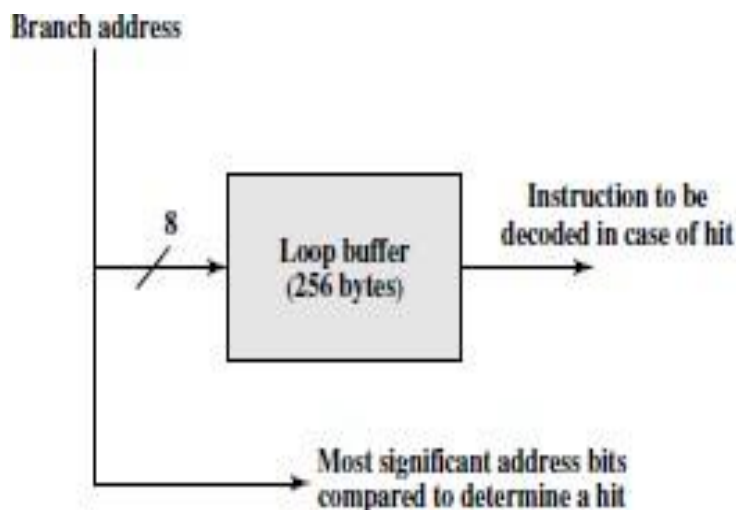 Branch address
8
Loop buffer
(256 bytes)
Instruction to be
decoded in case of hit
Most significant address bits
compared to determine a hit